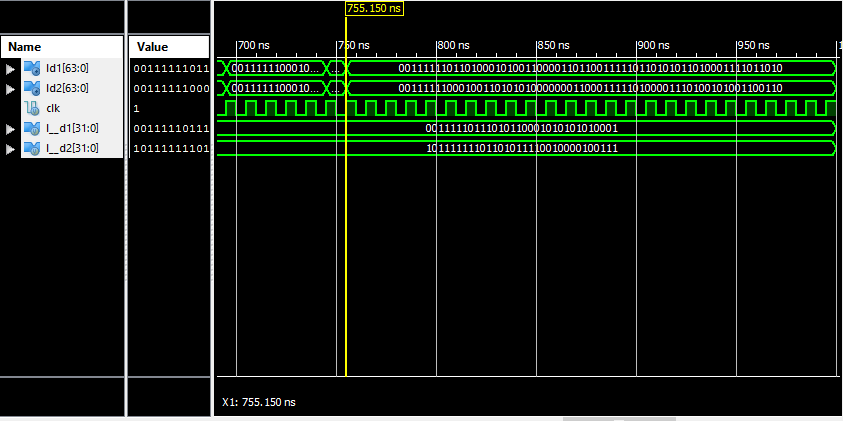 755.150 ns
Name
Value
700 ns
750 ns
800 ns
850 ns
900 ns
950 ns
1
ld1[63:0]
00111111011
0011111100010...
...
0011111101101000101001100001101100111110110101011010001111011010
ld2[63:0]
00111111000
0011111100010...
...
0011111100010011010101000000011000111110100001110100101001100110
clk
1
l__d1[31:0]
00111110111
00111110111010110001010101010001
l__d2[31:0]
10111111101
10111111101101011110010000100111
X1: 755.150 ns